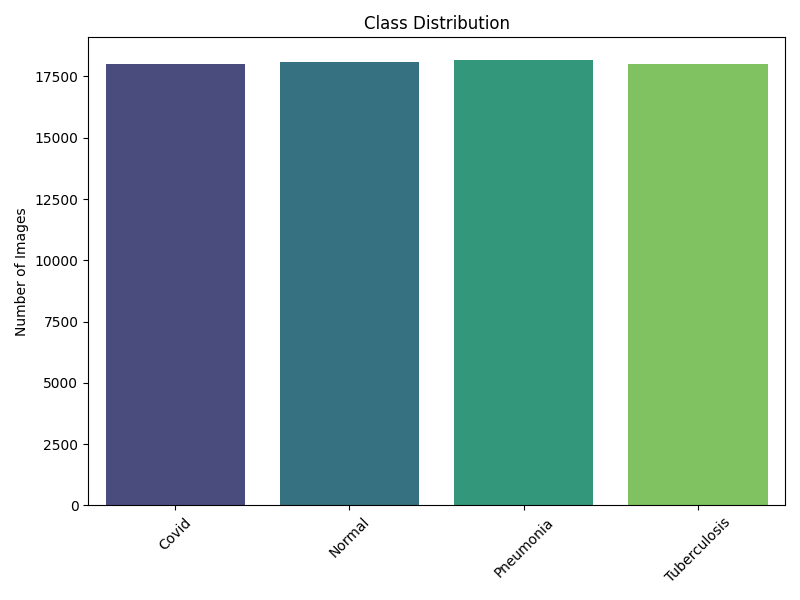 Class Distribution
Number of Images
17500
15000
12500
10000
7500
5000
2500
0
Covid
Normal
Pneumonia
Tuberculosis